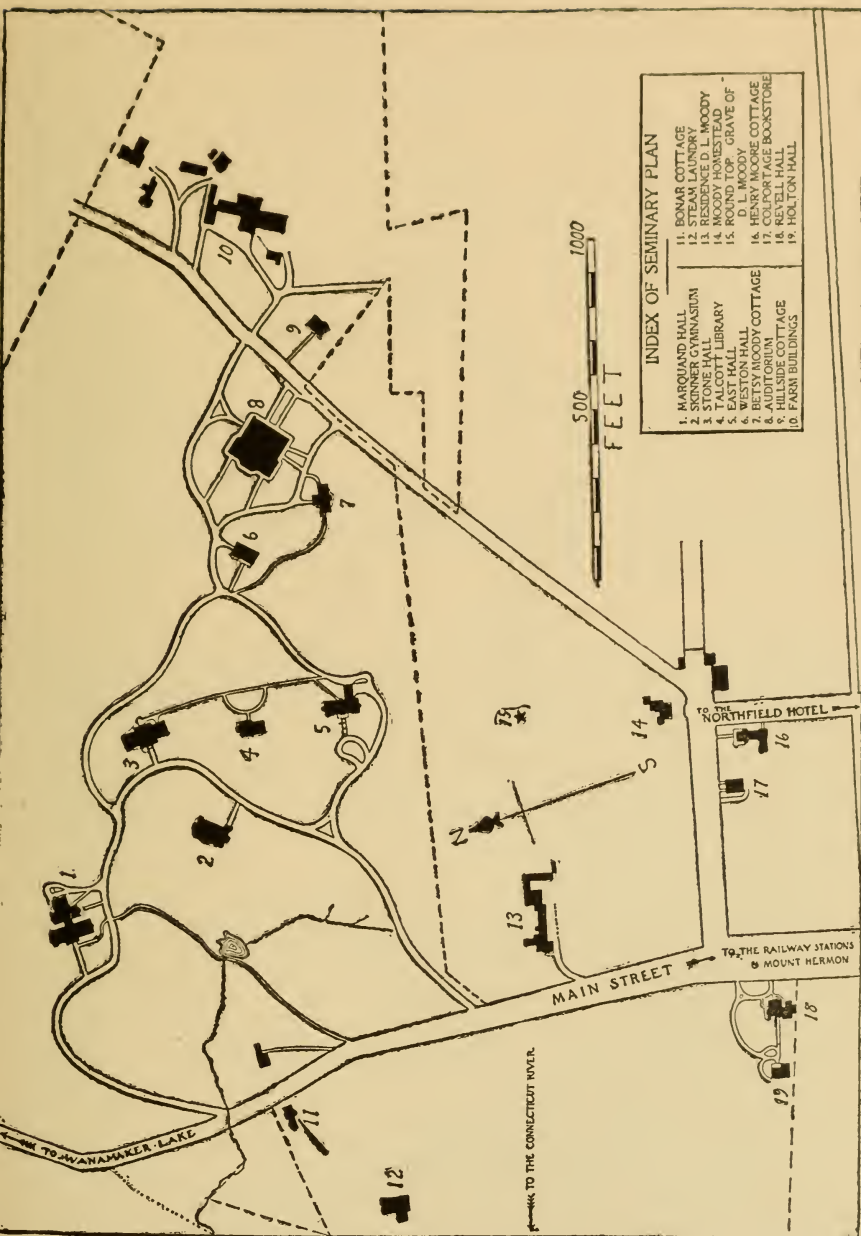 INDEX OF SEMINARY PLAN
1. MARQUAND HALL
2. SKINNER GYMNASIUM
3. STONE HALL
4. TALCOTT LIBRARY
5. EAST HALL
6. WESTON HALL
7. BETSY MOODY COTTAGE
8. AUDITORIUM
9. HILLSIDE COTTAGE
10. FARM BUILDINGS
11. BONAR COTTAGE
12. STEAM LAUNDRY
13. RESIDENCE D. L. MOODY
14. MOODY HOMESTEAD
15. ROUND TOP. GRAVE OF -
D. L. MOODY
16. HENRY MOORE COTTAGE
17. COLPORTAGE BOOKSTORE
18. REVELL HALL
19. HOLTON HALL
500
1000
FEET
10
9
8
7
6
5
4
3
2
1
15
14
N
S
13
TO THE
NORTHFIELD HOTEL
16
17
MAIN STREET
TO THE RAILWAY STATIONS
& MOUNT HERMON
18
19
TO WANAMAKER LAKE
11
12
TO THE CONNECTICUT RIVER